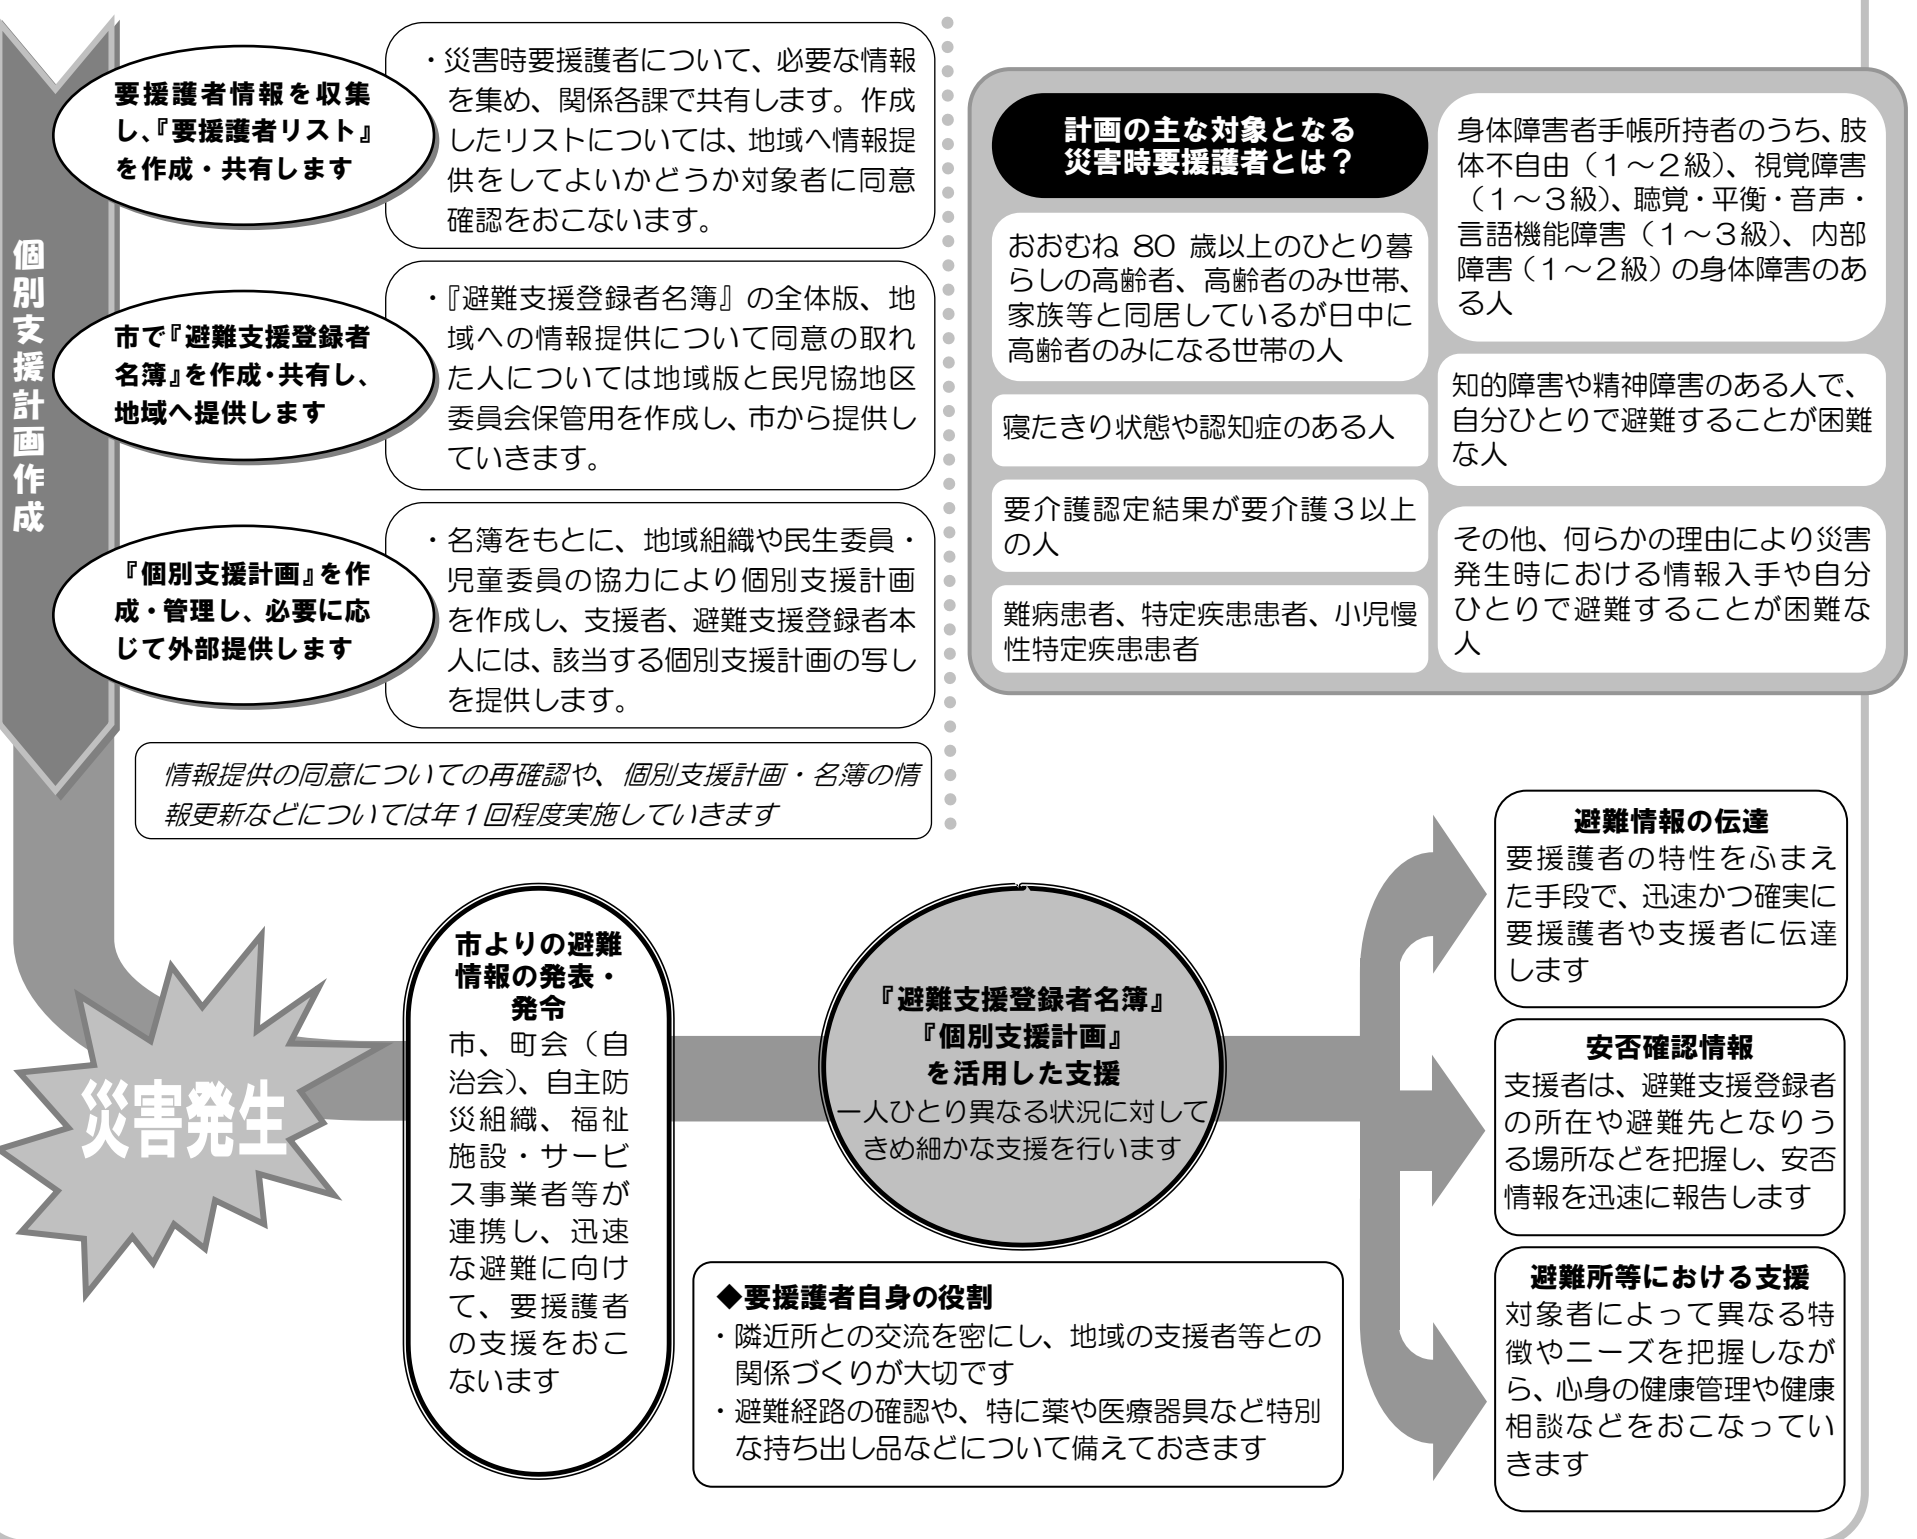 個別支援計画作成
要援護者情報を収集
し、『要援護者リスト』
を作成・共有します
・災害時要援護者について、必要な情報
を集め、関係各課で共有します。作成
したリストについては、地域へ情報提
供をしてよいかどうか対象者に同意
確認をおこないます。
市で『避難支援登録者
名簿』を作成・共有し、
地域へ提供します
・『避難支援登録者名簿』の全体版、地
域への情報提供について同意の取れ
た人については地域版と民児協地区
委員会保管用を作成し、市から提供し
ていきます。
『個別支援計画』を作
成・管理し、必要に応
じて外部提供します
・名簿をもとに、地域組織や民生委員・
児童委員の協力により個別支援計画
を作成し、支援者、避難支援登録者本
人には、該当する個別支援計画の写し
を提供します。
情報提供の同意についての再確認や、個別支援計画・名簿の情
報更新などについては年１回程度実施していきます
計画の主な対象となる
災害時要援護者とは？
おおむね 80 歳以上のひとり暮
らしの高齢者、高齢者のみ世帯、
家族等と同居しているが日中に
高齢者のみになる世帯の人
寝たきり状態や認知症のある人
要介護認定結果が要介護３以上
の人
難病患者、特定疾患患者、小児慢
性特定疾患患者
身体障害者手帳所持者のうち、肢
体不自由（１～２級）、視覚障害
（１～３級）、聴覚・平衡・音声・
言語機能障害（１～３級）、内部
障害（１～２級）の身体障害のあ
る人
知的障害や精神障害のある人で、
自分ひとりで避難することが困難
な人
その他、何らかの理由により災害
発生時における情報入手や自分
ひとりで避難することが困難な
人
災害発生
市よりの避難
情報の発表・
発令
市、町会（自
治会）、自主防
災組織、福祉
施設・サービ
ス事業者等が
連携し、迅速
な避難に向け
て、要援護者
の支援をおこ
ないます
『避難支援登録者名簿』
『個別支援計画』
を活用した支援
一人ひとり異なる状況に対して
きめ細かな支援を行います
◆要援護者自身の役割
・隣近所との交流を密にし、地域の支援者等との
関係づくりが大切です
・避難経路の確認や、特に薬や医療器具など特別
な持ち出し品などについて備えておきます
避難情報の伝達
要援護者の特性をふまえ
た手段で、迅速かつ確実に
要援護者や支援者に伝達
します
安否確認情報
支援者は、避難支援登録者
の所在や避難先となりう
る場所などを把握し、安否
情報を迅速に報告します
避難所等における支援
対象者によって異なる特
徴やニーズを把握しなが
ら、心身の健康管理や健康
相談などをおこなってい
きます